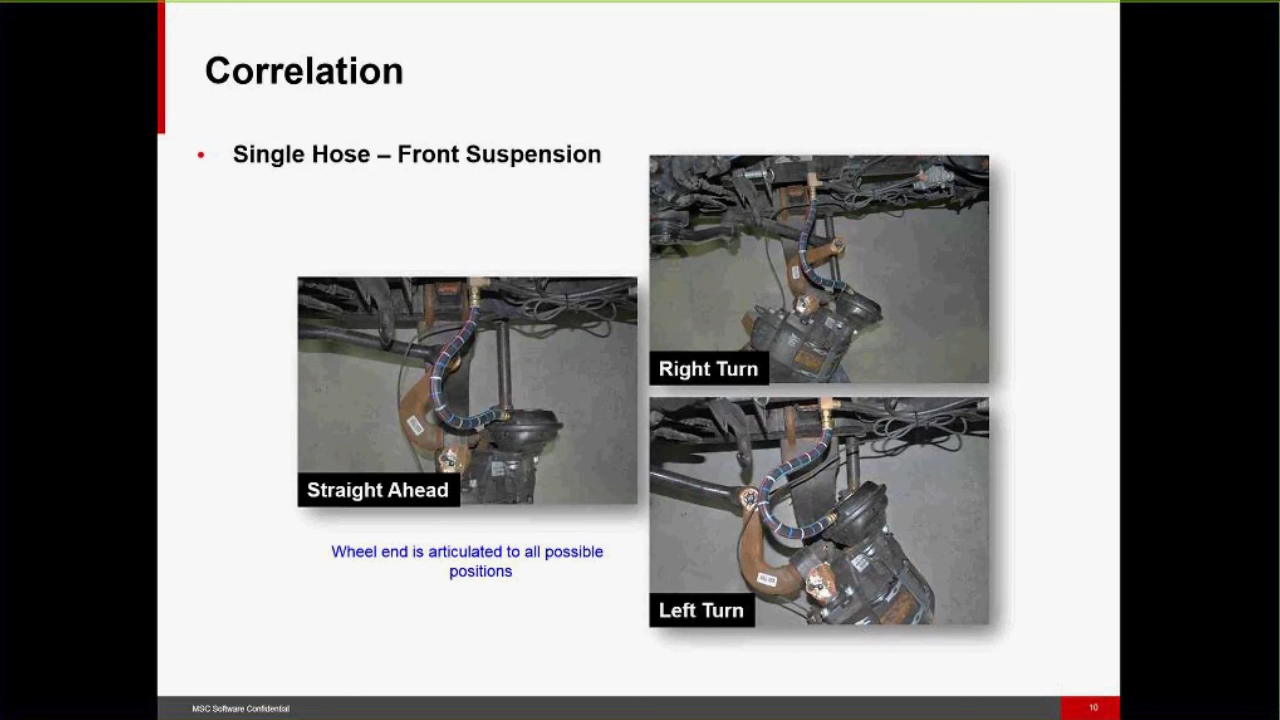 Correlation
• Single Hose – Front Suspension
Right Turn
Straight Ahead
Wheel end is articulated to all possible
positions
Left Turn
MSC Software Confidential
10